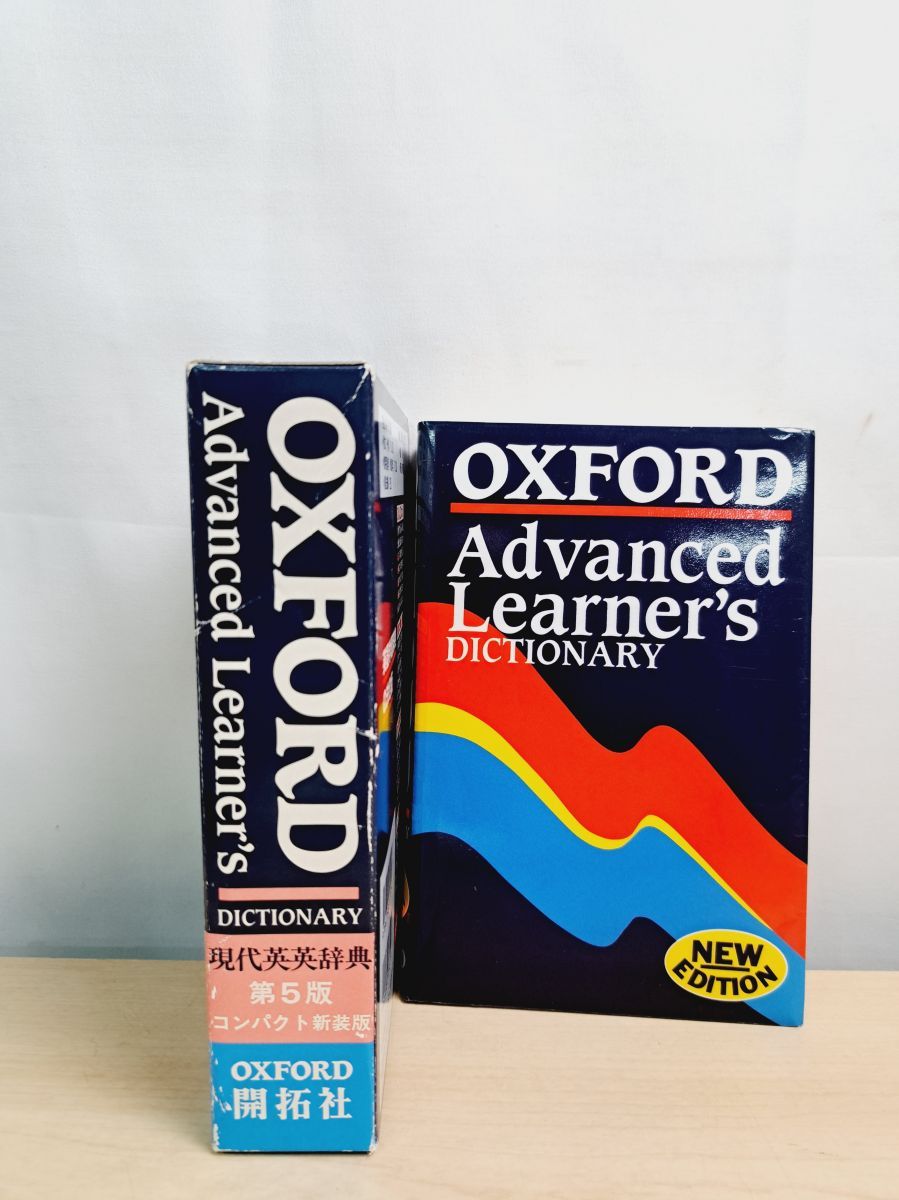 OXFORD
Advanced Learner's
DICTIONARY
現代英英辞典
第5版
コンパクト新装版
OXFORD
開拓社
OXFORD
Advanced
Learner's
DICTIONARY
NEW
EDITION